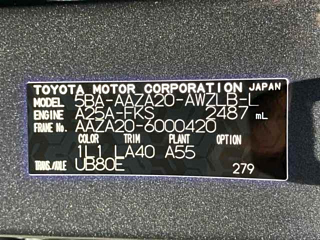 TOYOTA MOTOR CORPORATION JAPAN
MODEL 5BA-AAZA20-AWZLB-L
ENGINE A25A-FKS 2487 mL
FRAME No. AAZA20-6000420
COLOR TRIM PLANT OPTION
1L1 LA40 A55
TRANS./AXLE UB80E
279